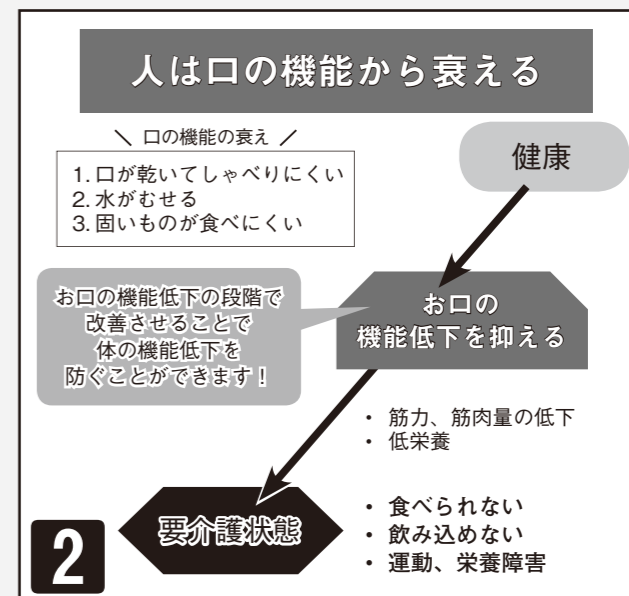 人は口の機能から衰える
＼ 口の機能の衰え ／
1. 口が乾いてしゃべりにくい
2. 水がむせる
3. 固いものが食べにくい
健康
お口の機能低下の段階で
改善させることで
体の機能低下を
防ぐことができます！
お口の
機能低下を抑える
・ 筋力、筋肉量の低下
・ 低栄養
要介護状態
・ 食べられない
・ 飲み込めない
・ 運動、栄養障害
2